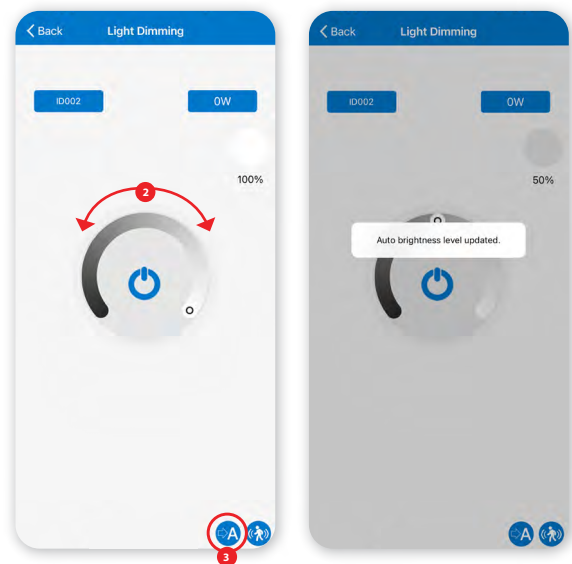 Back Light Dimming
ID002 0W
100%
2
A
3
Back Light Dimming
ID002 0W
50%
Auto brightness level updated.
A